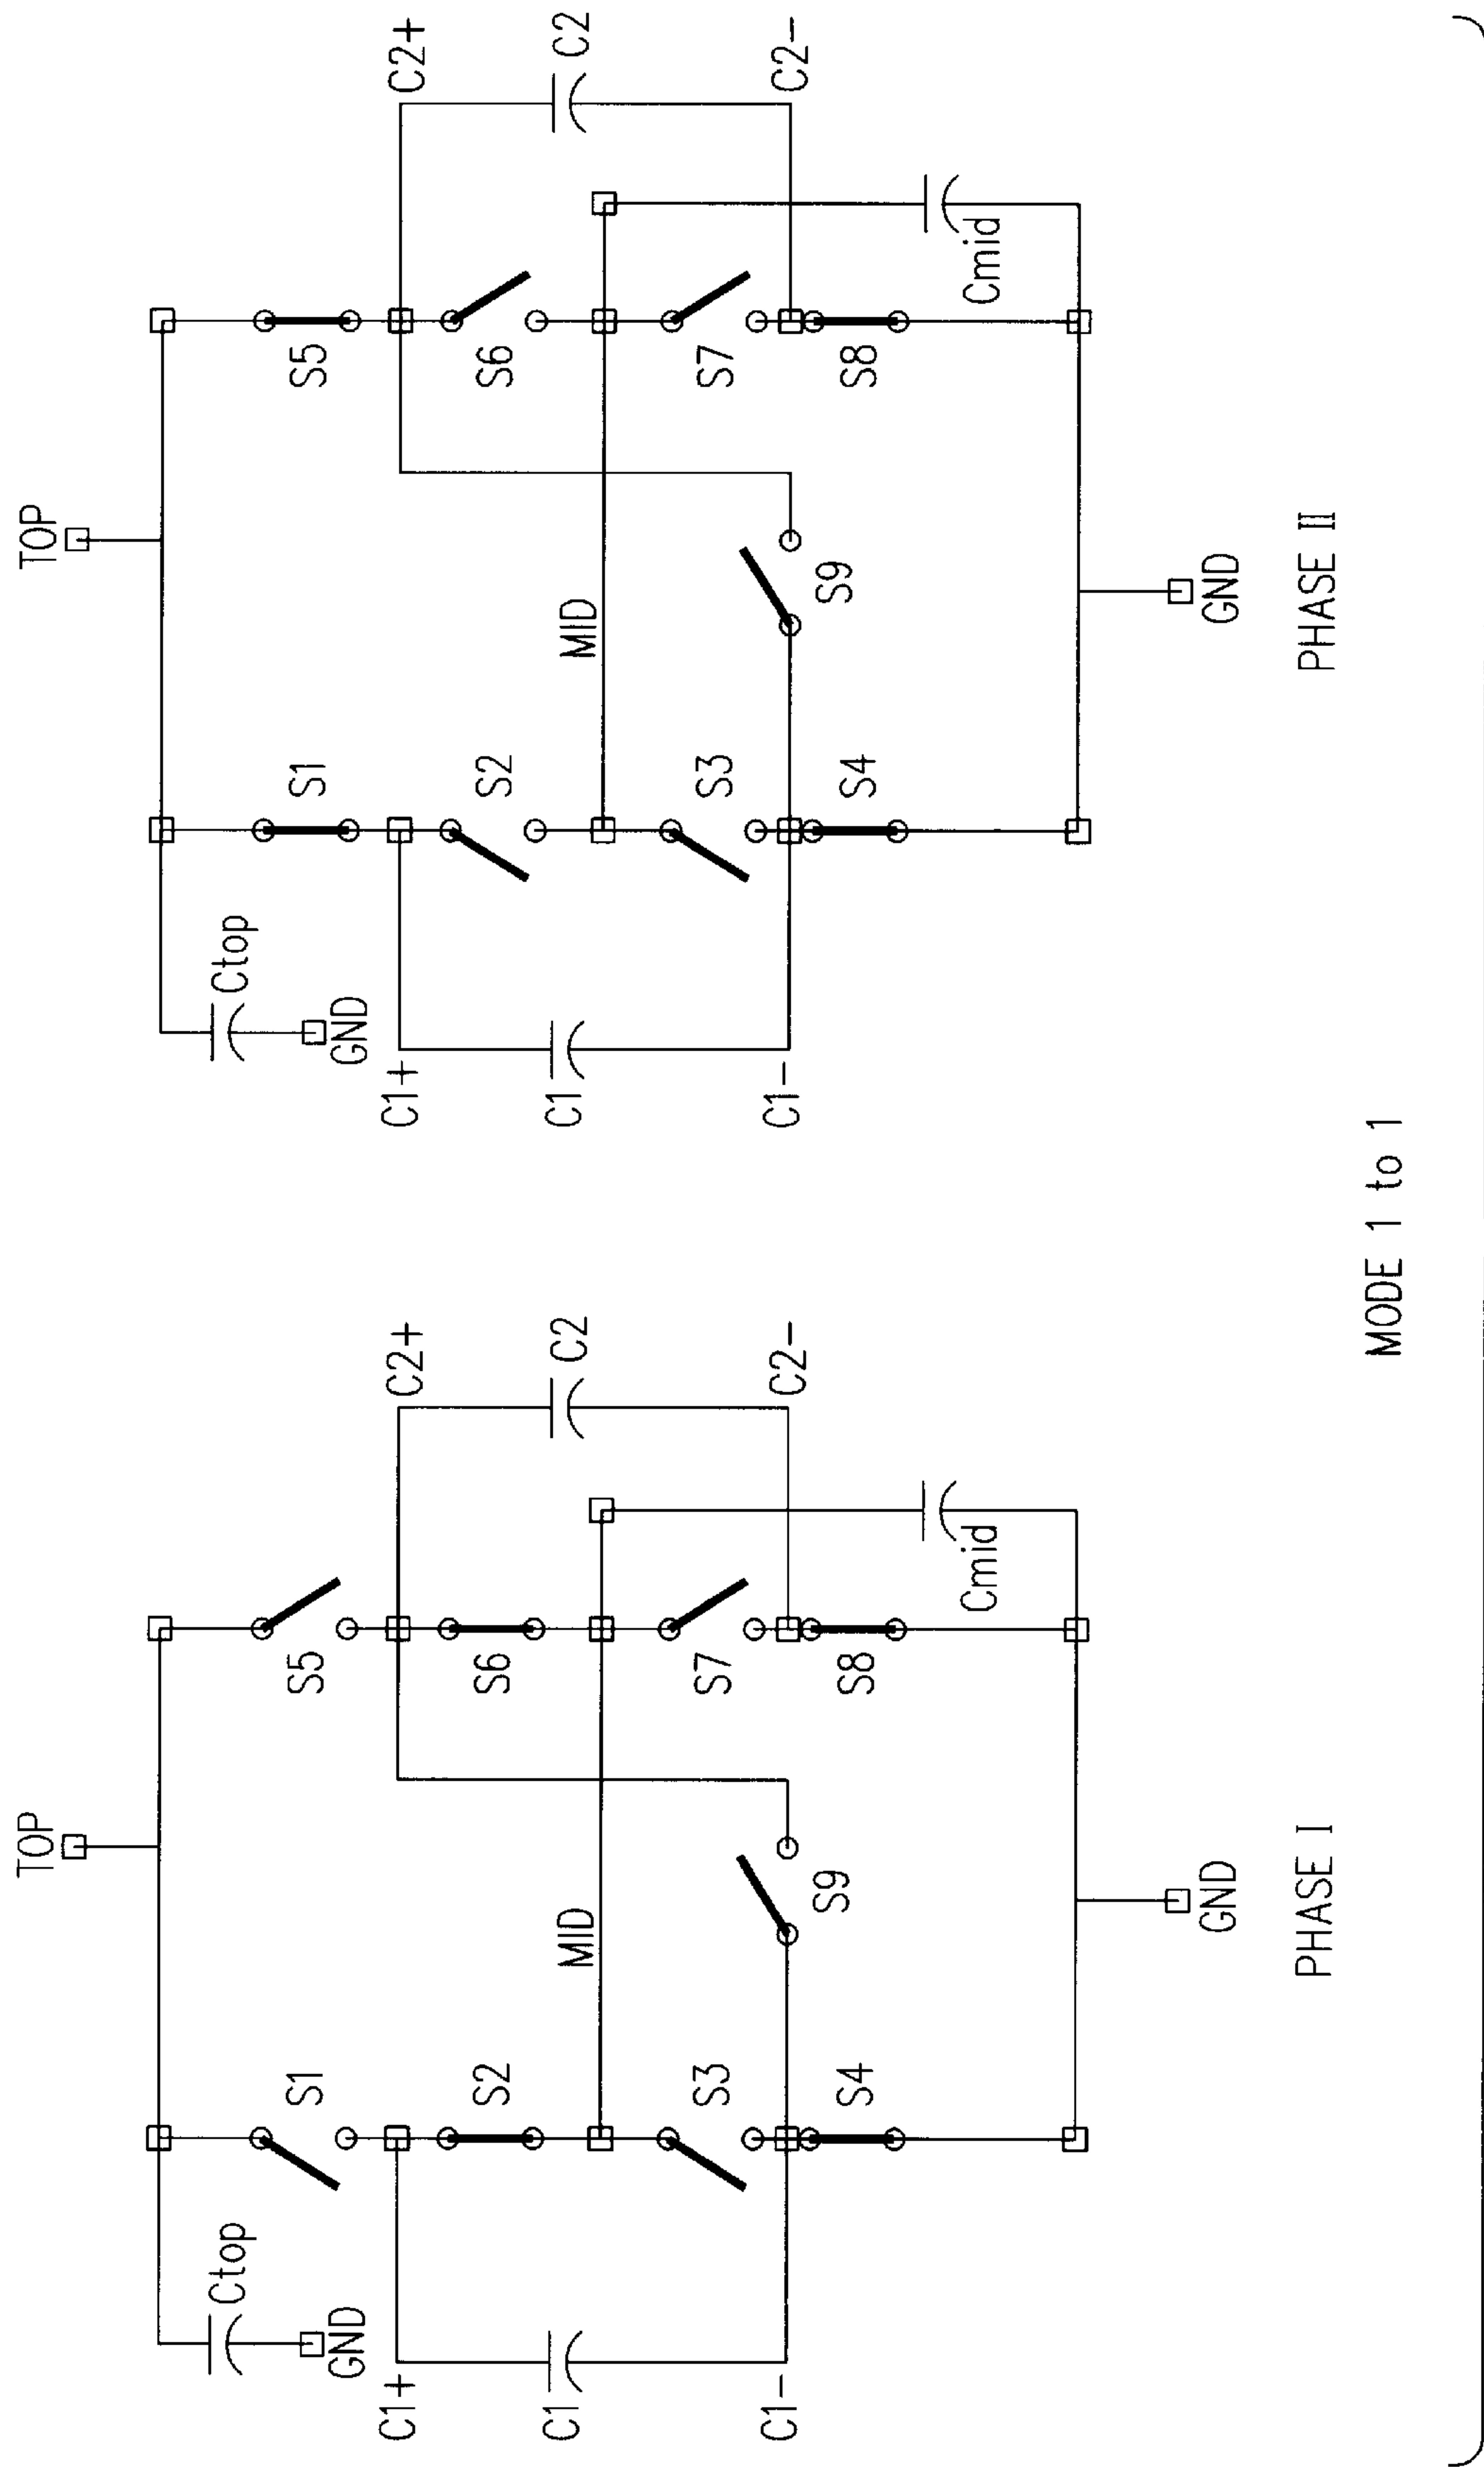 TOP
Ctop
GND
S1
S5
C1+
C2+
S2
S6
C1
MID
C2
S3
S7
C1-
S9
C2-
S4
S8
Cmid
GND
PHASE I
TOP
Ctop
GND
S1
S5
C1+
C2+
S2
S6
C1
MID
C2
S3
S7
C1-
S9
C2-
S4
S8
Cmid
GND
PHASE II
MODE 1 to 1